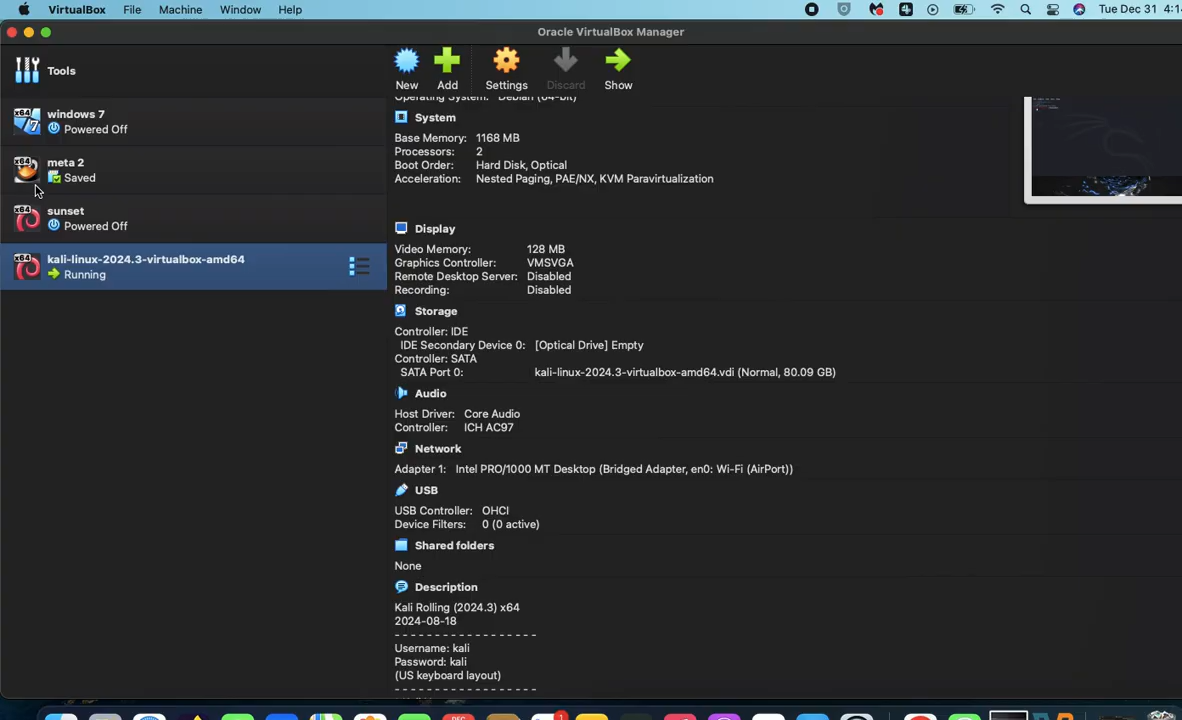 VirtualBox File Machine Window Help Tue Dec 31 4:1
Oracle VirtualBox Manager
Tools
New Add Settings Discard Show
windows 7
Powered Off
meta 2
Saved
sunset
Powered Off
kali-linux-2024.3-virtualbox-amd64
Running
Operating System: Debian (64-bit)
System
Base Memory: 1168 MB
Processors: 2
Boot Order: Hard Disk, Optical
Acceleration: Nested Paging, PAE/NX, KVM Paravirtualization
Display
Video Memory: 128 MB
Graphics Controller: VMSVGA
Remote Desktop Server: Disabled
Recording: Disabled
Storage
Controller: IDE
IDE Secondary Device 0: [Optical Drive] Empty
Controller: SATA
SATA Port 0: kali-linux-2024.3-virtualbox-amd64.vdi (Normal, 80.09 GB)
Audio
Host Driver: Core Audio
Controller: ICH AC97
Network
Adapter 1: Intel PRO/1000 MT Desktop (Bridged Adapter, en0: Wi-Fi (AirPort))
USB
USB Controller: OHCI
Device Filters: 0 (0 active)
Shared folders
None
Description
Kali Rolling (2024.3) x64
2024-08-18
- - - - - - - - - - - - - - - - - -
Username: kali
Password: kali
(US keyboard layout)
- - - - - - - - - - - - - - - - - -